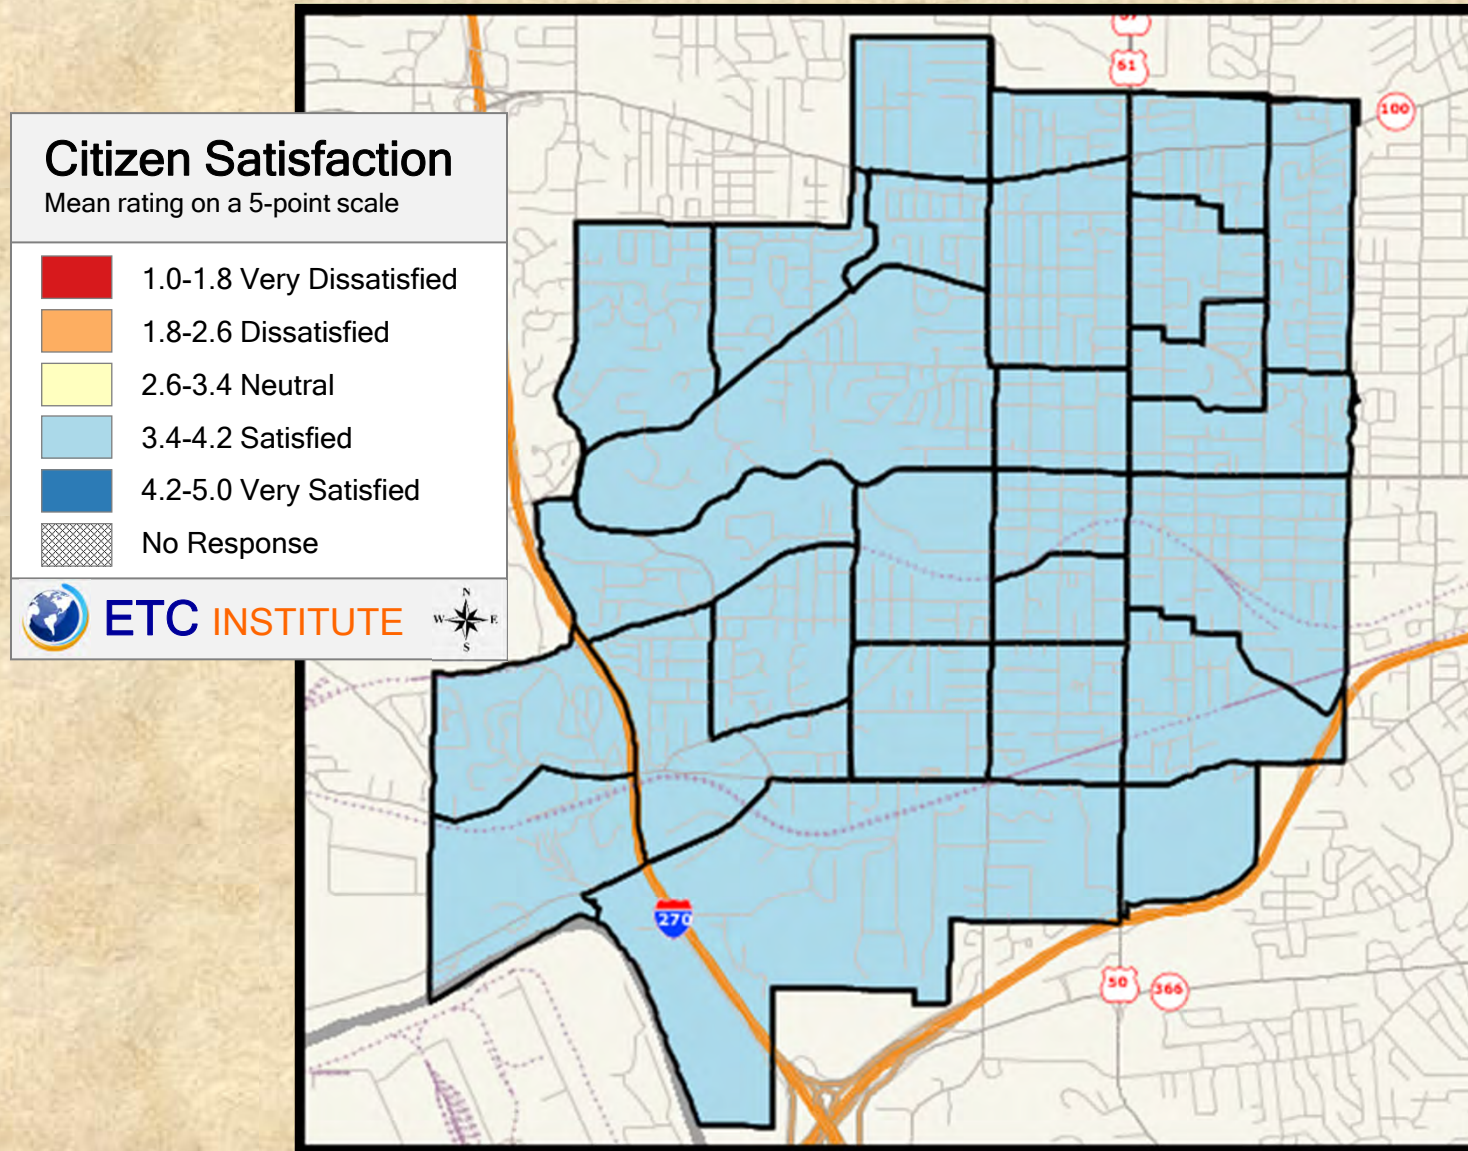 Citizen Satisfaction
Mean rating on a 5-point scale
1.0-1.8 Very Dissatisfied
1.8-2.6 Dissatisfied
2.6-3.4 Neutral
3.4-4.2 Satisfied
4.2-5.0 Very Satisfied
No Response
ETC INSTITUTE
N
W E
S
61
100
270
50
366